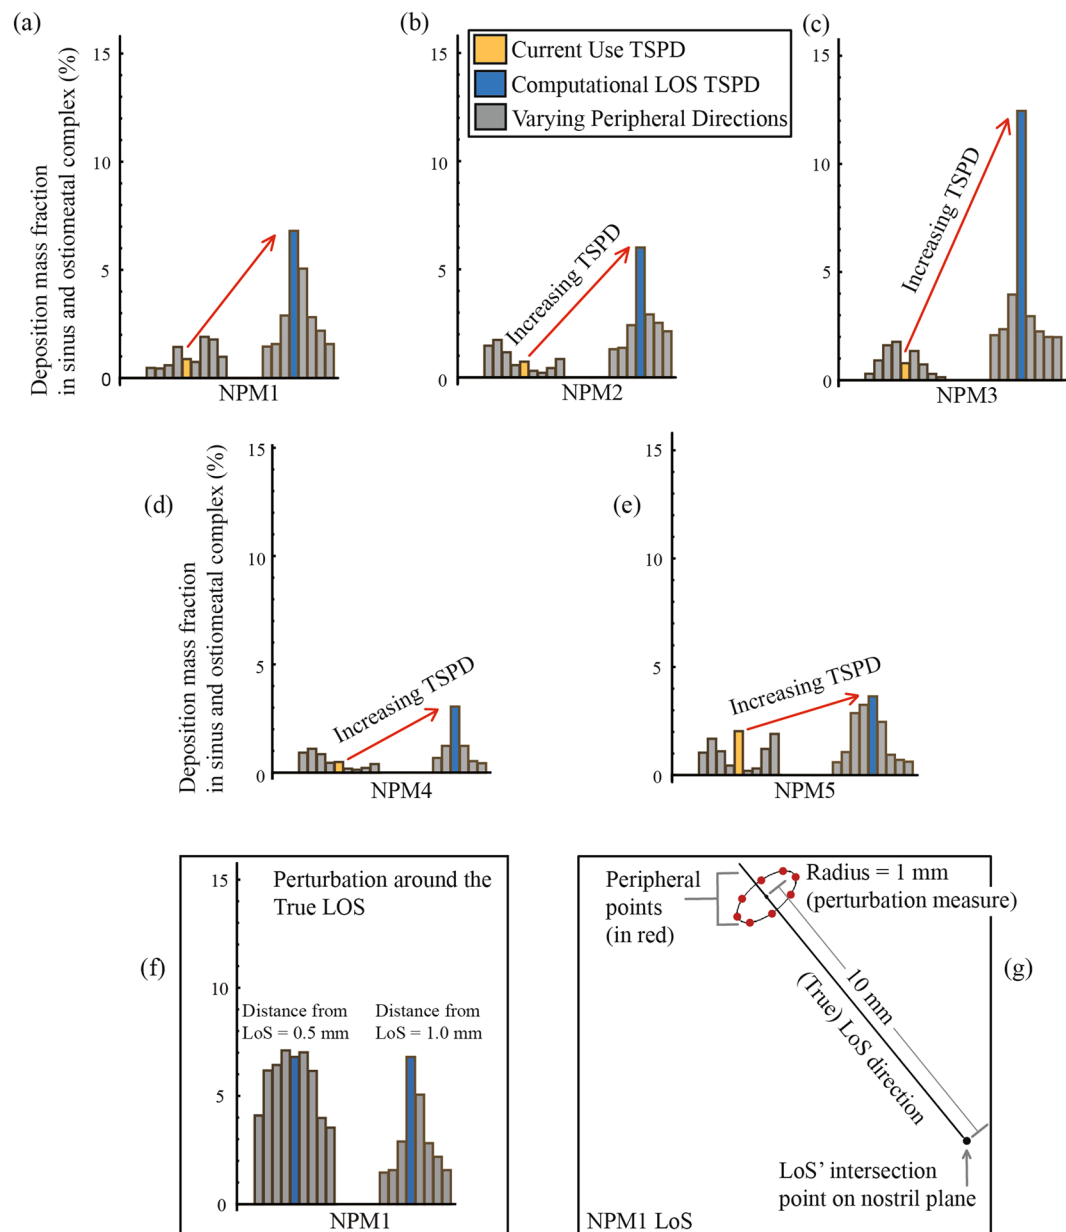 (a)
(b)
(c)
Current Use TSPD
Computational LOS TSPD
Varying Peripheral Directions
Deposition mass fraction
in sinus and ostiomeatal complex (%)
15
10
5
0
NPM1
15
10
5
0
Increasing TSPD
NPM2
15
10
5
0
Increasing TSPD
NPM3
(d)
(e)
Deposition mass fraction
in sinus and ostiomeatal complex (%)
15
10
5
0
Increasing TSPD
NPM4
15
10
5
0
Increasing TSPD
NPM5
(f)
(g)
15
10
5
0
Perturbation around the
True LOS
Distance from
LoS = 0.5 mm
Distance from
LoS = 1.0 mm
NPM1
Peripheral
points
(in red)
Radius = 1 mm
(perturbation measure)
10 mm
(True) LoS direction
LoS' intersection
point on nostril plane
NPM1 LoS